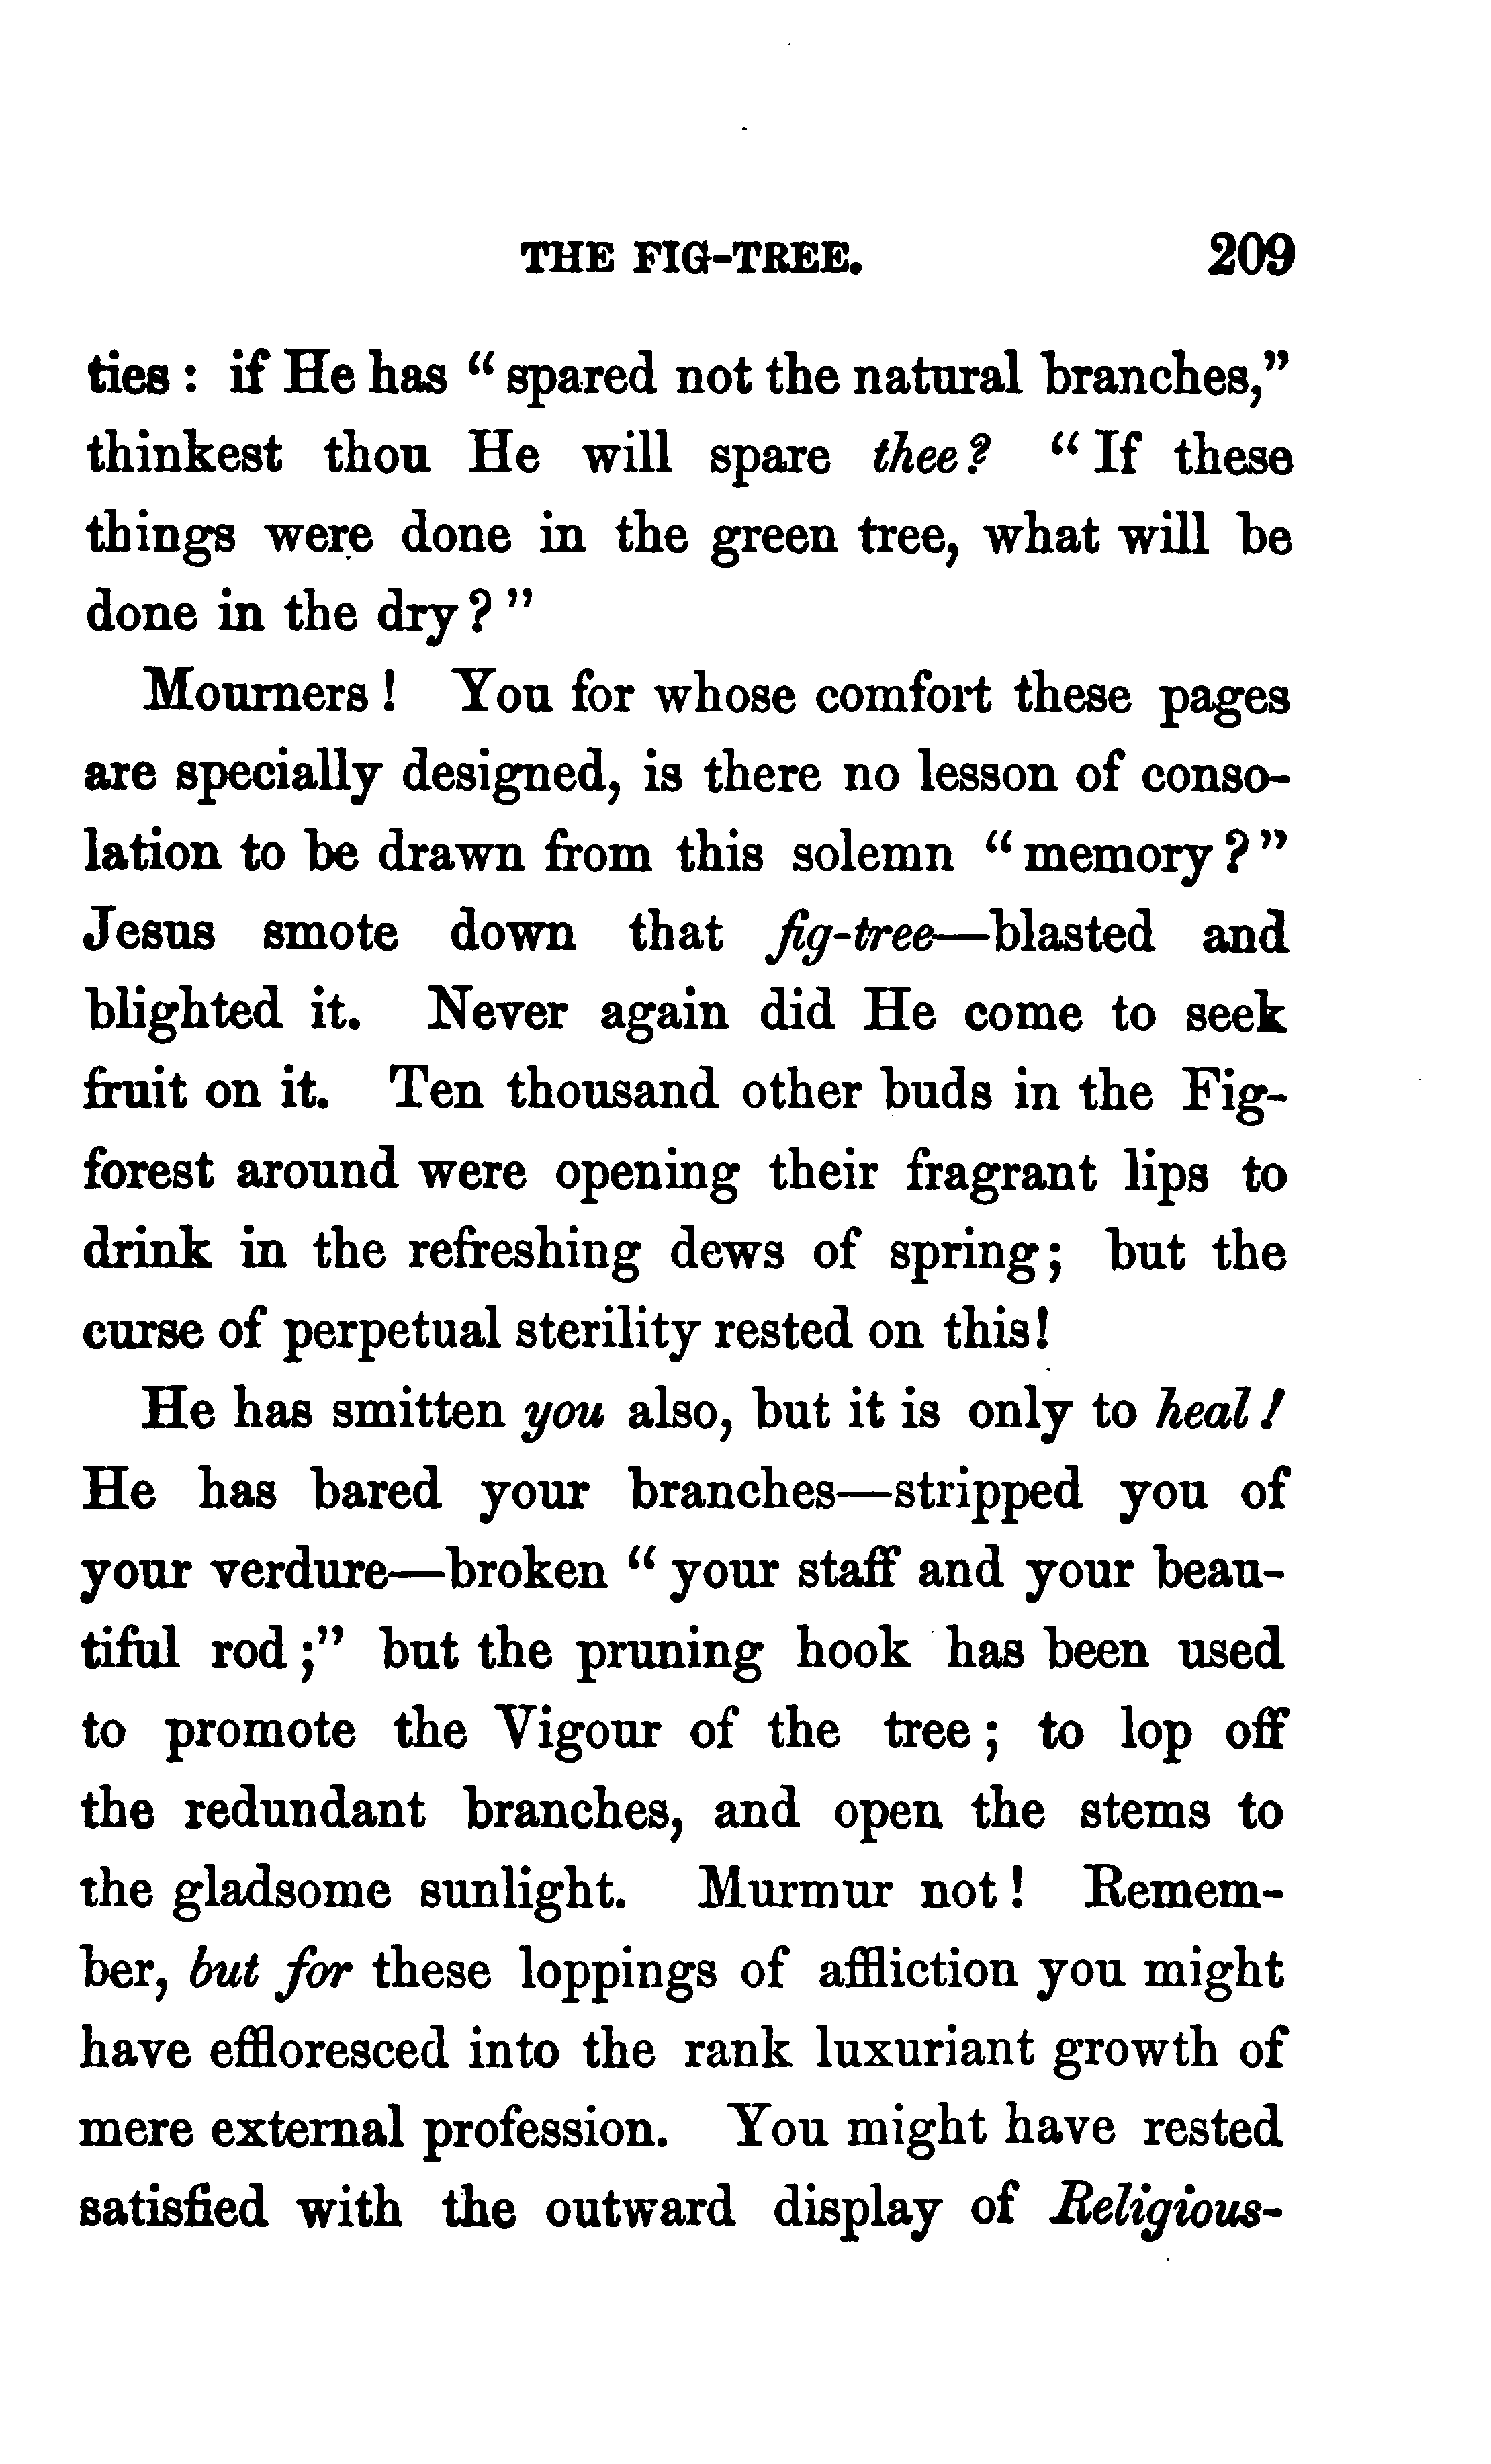 THE FIG-TREE. 209
ties: if He has "spared not the natural branches,"
thinkest thou He will spare thee? "If these
things were done in the green tree, what will be
done in the dry?"
Mourners! You for whose comfort these pages
are specially designed, is there no lesson of conso-
lation to be drawn from this solemn "memory?"
Jesus smote down that fig-tree—blasted and
blighted it. Never again did He come to seek
fruit on it. Ten thousand other buds in the Fig-
forest around were opening their fragrant lips to
drink in the refreshing dews of spring; but the
curse of perpetual sterility rested on this!
He has smitten you also, but it is only to heal!
He has bared your branches—stripped you of
your verdure—broken "your staff and your beau-
tiful rod;" but the pruning hook has been used
to promote the Vigour of the tree; to lop off
the redundant branches, and open the stems to
the gladsome sunlight. Murmur not! Remem-
ber, but for these loppings of affliction you might
have effloresced into the rank luxuriant growth of
mere external profession. You might have rested
satisfied with the outward display of Religious-